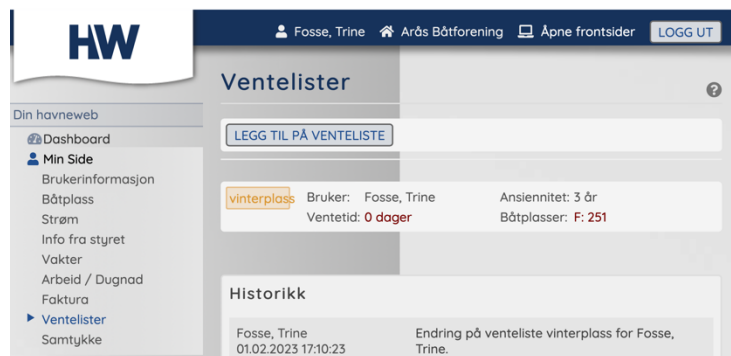 HW
Fosse, Trine Arås Båtforening Åpne frontsider LOGG UT
Ventelister
Din havneweb
Dashboard
Min Side
Brukerinformasjon
Båtplass
Strøm
Info fra styret
Vakter
Arbeid / Dugnad
Faktura
Ventelister
Samtykke
LEGG TIL PÅ VENTELISTE
vinterplass Bruker: Fosse, Trine Ansiennitet: 3 år
Ventetid: 0 dager Båtplasser: F: 251
Historikk
Fosse, Trine Endring på venteliste vinterplass for Fosse,
01.02.2023 17:10:23 Trine.